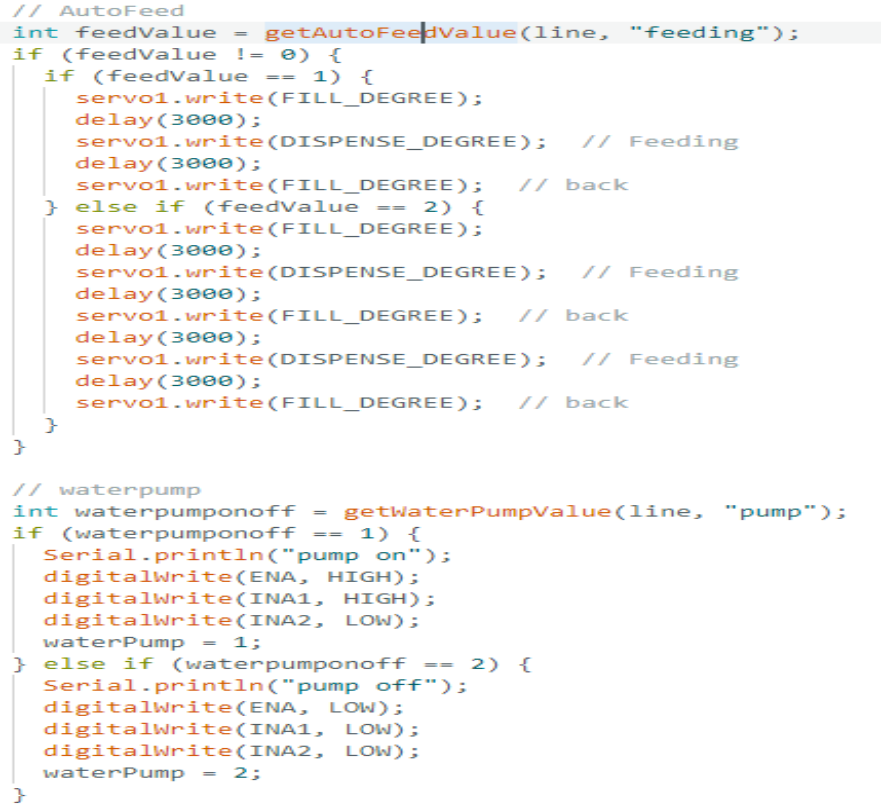 // AutoFeed
int feedValue = getAutoFeedValue(line, "feeding");
if (feedValue != 0) {
  if (feedValue == 1) {
    servo1.write(FILL_DEGREE);
    delay(3000);
    servo1.write(DISPENSE_DEGREE);  // Feeding
    delay(3000);
    servo1.write(FILL_DEGREE);  // back
  } else if (feedValue == 2) {
    servo1.write(FILL_DEGREE);
    delay(3000);
    servo1.write(DISPENSE_DEGREE);  // Feeding
    delay(3000);
    servo1.write(FILL_DEGREE);  // back
    delay(3000);
    servo1.write(DISPENSE_DEGREE);  // Feeding
    delay(3000);
    servo1.write(FILL_DEGREE);  // back
  }
}

// waterpump
int waterpumponoff = getWaterPumpValue(line, "pump");
if (waterpumponoff == 1) {
  Serial.println("pump on");
  digitalWrite(ENA, HIGH);
  digitalWrite(INA1, HIGH);
  digitalWrite(INA2, LOW);
  waterPump = 1;
} else if (waterpumponoff == 2) {
  Serial.println("pump off");
  digitalWrite(ENA, LOW);
  digitalWrite(INA1, LOW);
  digitalWrite(INA2, LOW);
  waterPump = 2;
}